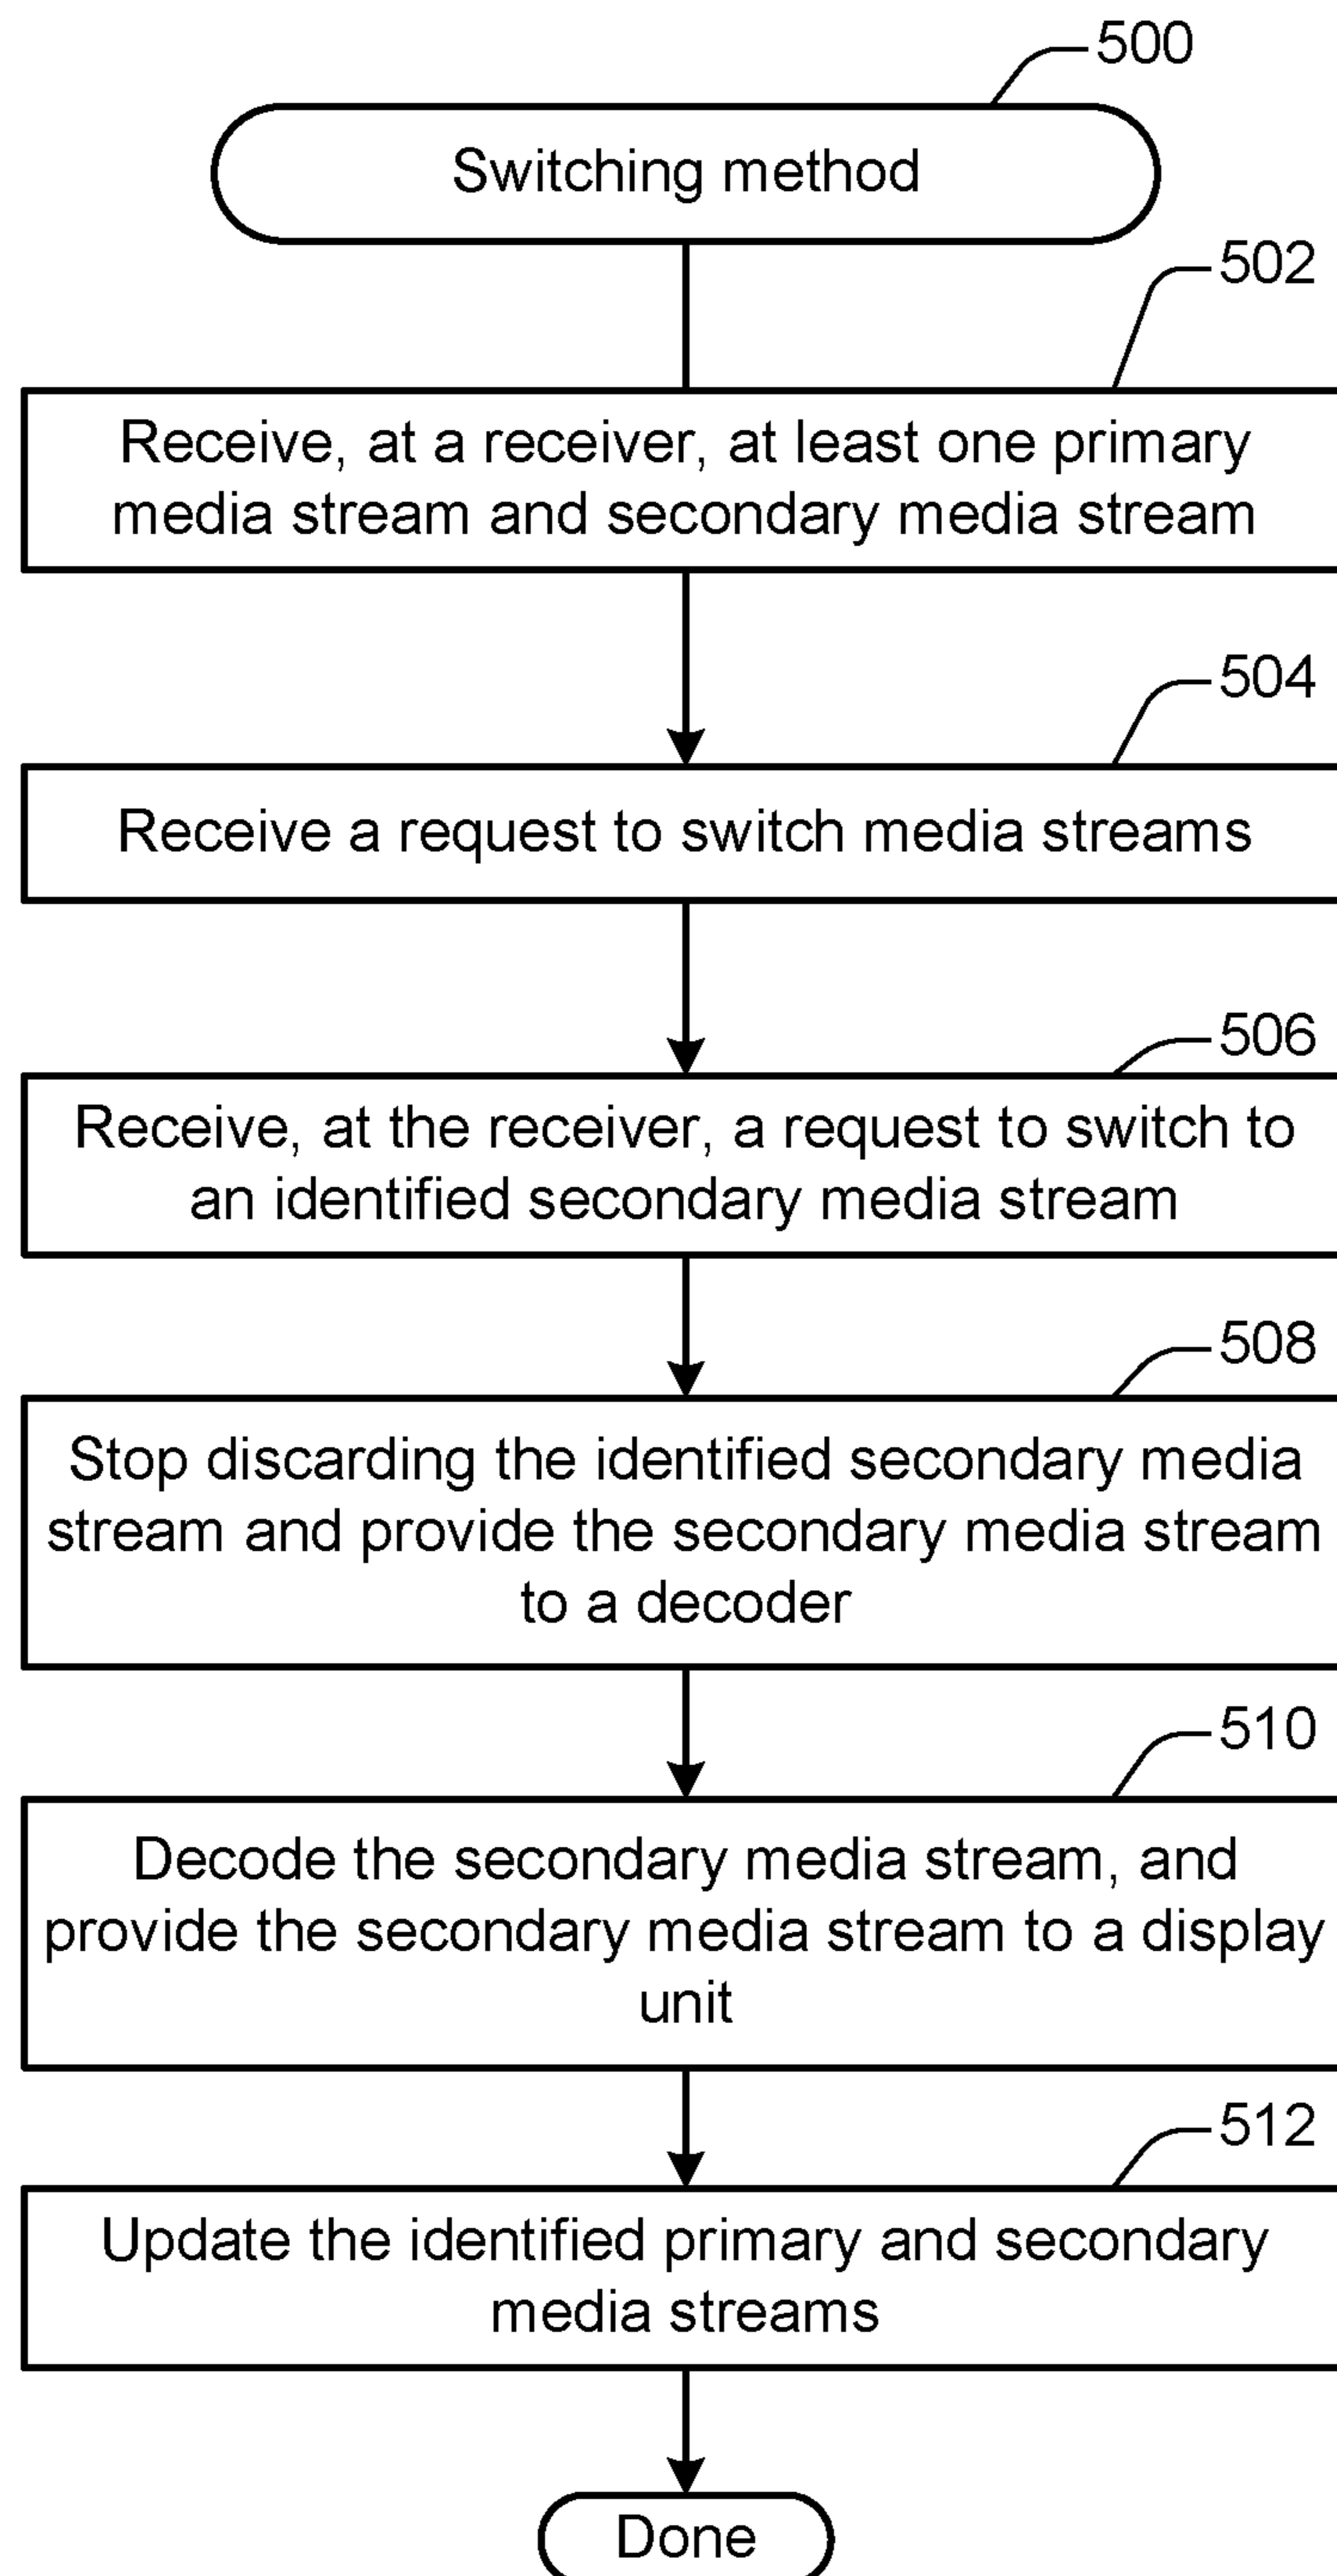 500
Switching method
502
Receive, at a receiver, at least one primary
media stream and secondary media stream
504
Receive a request to switch media streams
506
Receive, at the receiver, a request to switch to
an identified secondary media stream
508
Stop discarding the identified secondary media
stream and provide the secondary media stream
to a decoder
510
Decode the secondary media stream, and
provide the secondary media stream to a display
unit
512
Update the identified primary and secondary
media streams
Done